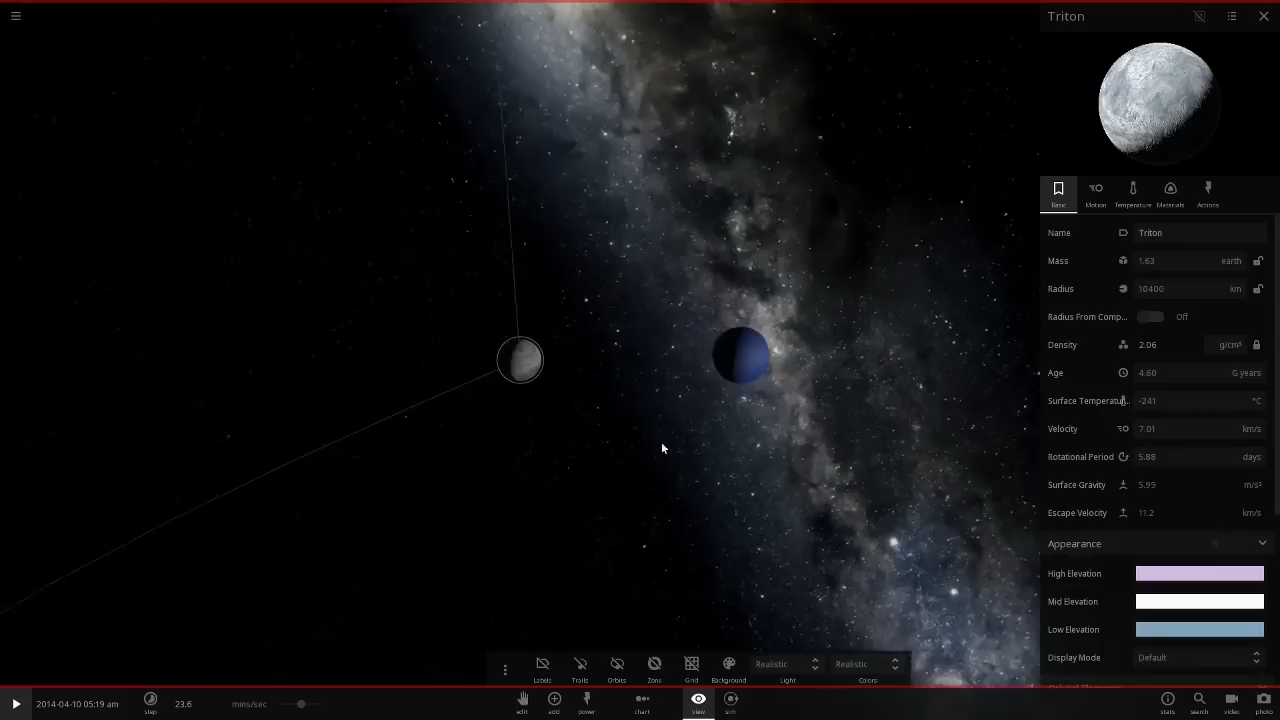 Triton
Basic Motion Temperature Materials Actions
Name Triton
Mass 1.63 earth
Radius 10400 km
Radius From Comp... Off
Density 2.06 g/cm³
Age 4.60 G years
Surface Temperatu... -241 °C
Velocity 7.01 km/s
Rotational Period 5.88 days
Surface Gravity 5.99 m/s²
Escape Velocity 11.2 km/s
Appearance
High Elevation
Mid Elevation
Low Elevation
Display Mode Default
Realistic Realistic
Labels Trails Orbits Zone Grid Background Light Colors
2014-04-10 05:19 am 23.6 mins/sec
step edit add power chart view sim stats search video photo